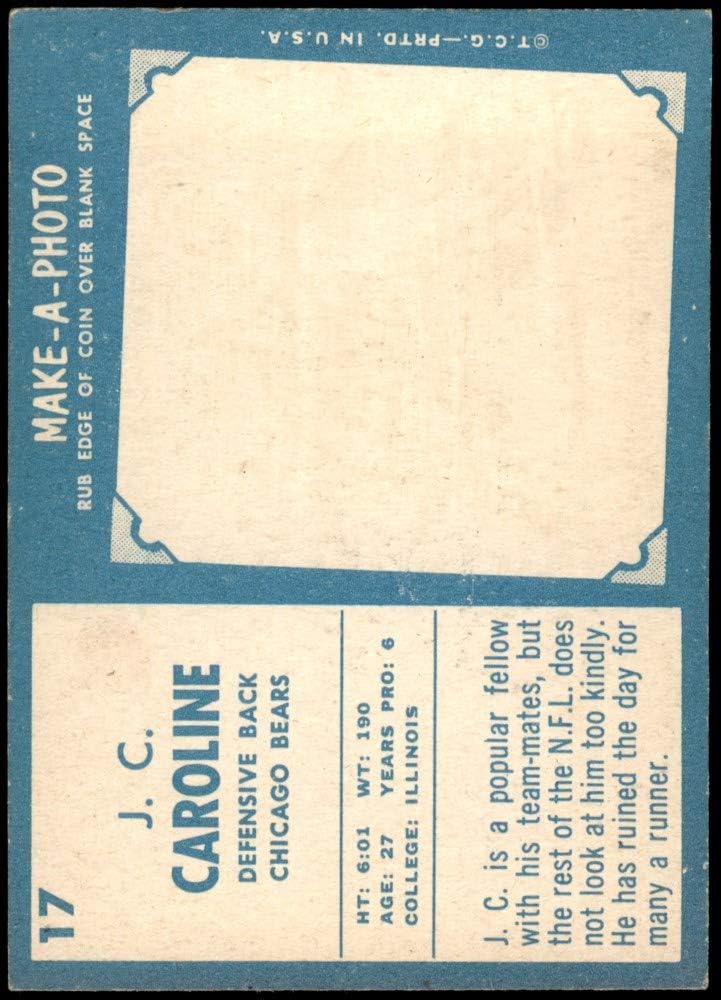 17
J. C.
CAROLINE
DEFENSIVE BACK
CHICAGO BEARS
HT: 6:01 WT: 190
AGE: 27 YEARS PRO: 6
COLLEGE: ILLINOIS
J. C. is a popular fellow
with his team-mates, but
the rest of the N.F.L. does
not look at him too kindly.
He has ruined the day for
many a runner.
MAKE-A-PHOTO
RUB EDGE OF COIN OVER BLANK SPACE
©T.C.G.—PRTD. IN U.S.A.